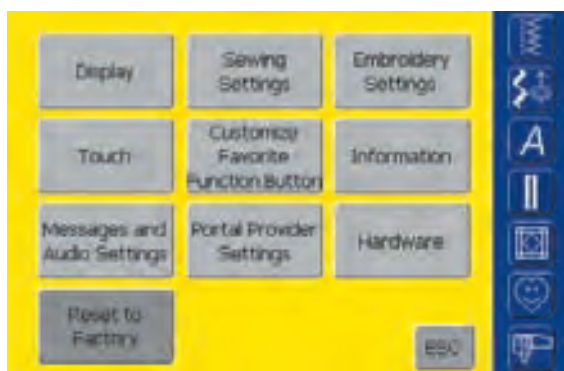 Display
Sewing
Settings
Embroidery
Settings
Touch
Customize
Favorite
Function Button
Information
Messages and
Audio Settings
Portal Provider
Settings
Hardware
Reset to
Factory
ESC
A